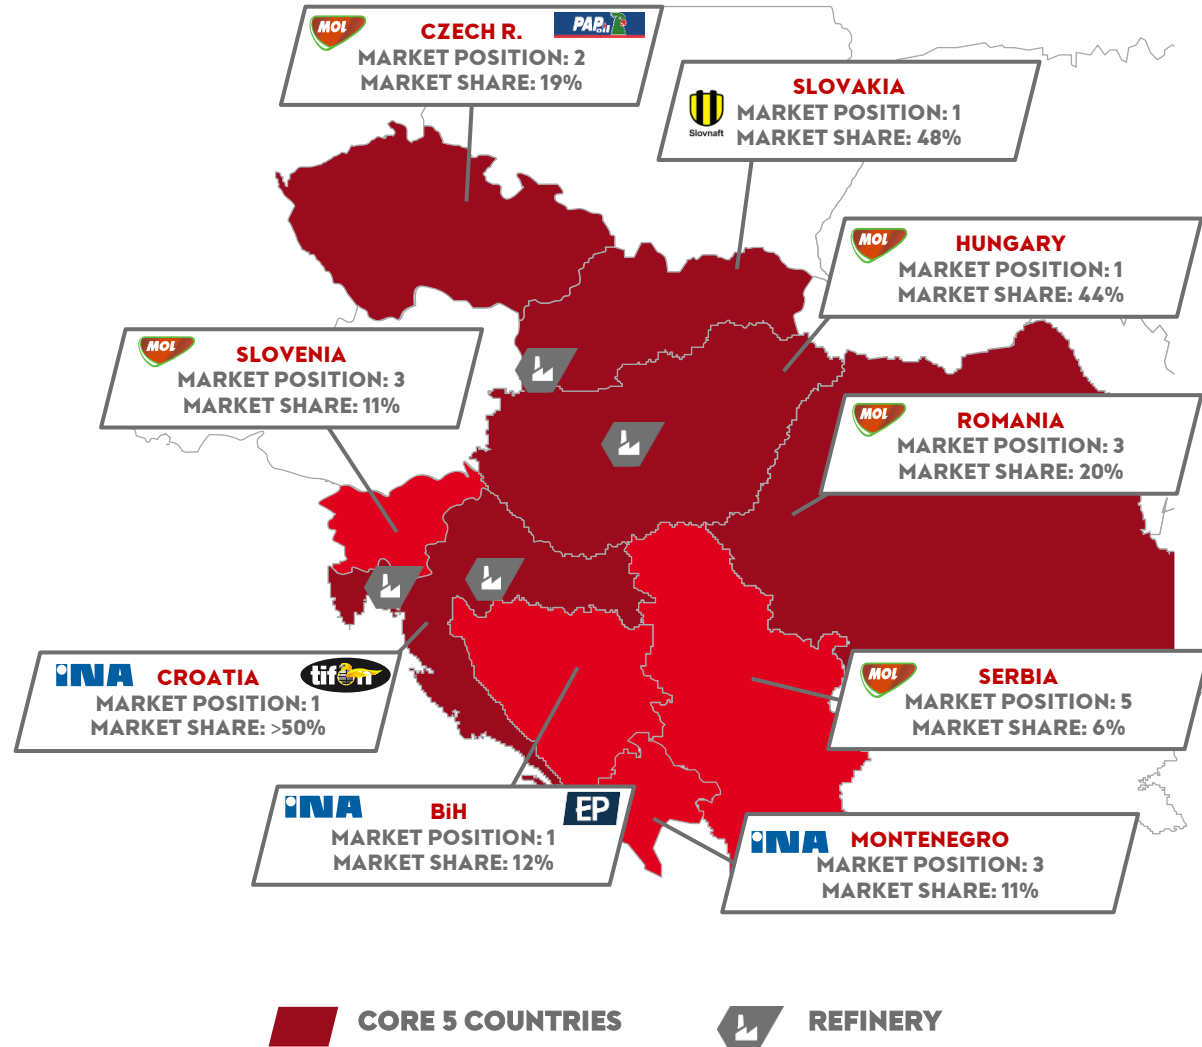 MOL
CZECH R.
PAP oil
MARKET POSITION: 2
MARKET SHARE: 19%
Slovnaft
SLOVAKIA
MARKET POSITION: 1
MARKET SHARE: 48%
MOL
HUNGARY
MARKET POSITION: 1
MARKET SHARE: 44%
MOL
SLOVENIA
MARKET POSITION: 3
MARKET SHARE: 11%
MOL
ROMANIA
MARKET POSITION: 3
MARKET SHARE: 20%
INA
CROATIA
tifon
MARKET POSITION: 1
MARKET SHARE: >50%
MOL
SERBIA
MARKET POSITION: 5
MARKET SHARE: 6%
INA
BiH
EP
MARKET POSITION: 1
MARKET SHARE: 12%
INA
MONTENEGRO
MARKET POSITION: 3
MARKET SHARE: 11%
CORE 5 COUNTRIES
REFINERY